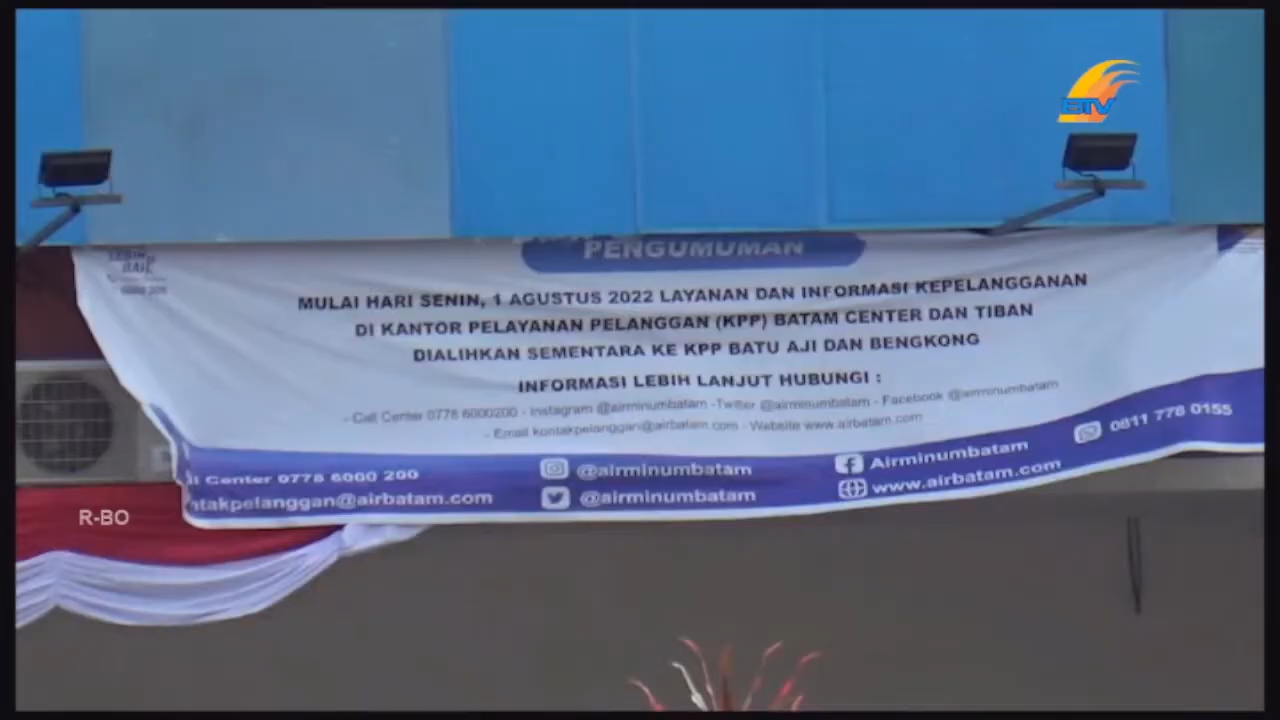 BTV
LEBIH
BAIK
PENGUMUMAN
MULAI HARI SENIN, 1 AGUSTUS 2022 LAYANAN DAN INFORMASI KEPELANGGANAN
DI KANTOR PELAYANAN PELANGGAN (KPP) BATAM CENTER DAN TIBAN
DIALIHKAN SEMENTARA KE KPP BATU AJI DAN BENGKONG
INFORMASI LEBIH LANJUT HUBUNGI :
- Call Center 0778 6000200 - Instagram @airminumbatam -Twitter @airminumbatam - Facebook @airminumbatam
- Email kontakpelanggan@airbatam.com - Website www.airbatam.com
ll Center 0778 6000 200
ntakpelanggan@airbatam.com
@airminumbatam
@airminumbatam
Airminumbatam
www.airbatam.com
0811 778 0155
R-BO